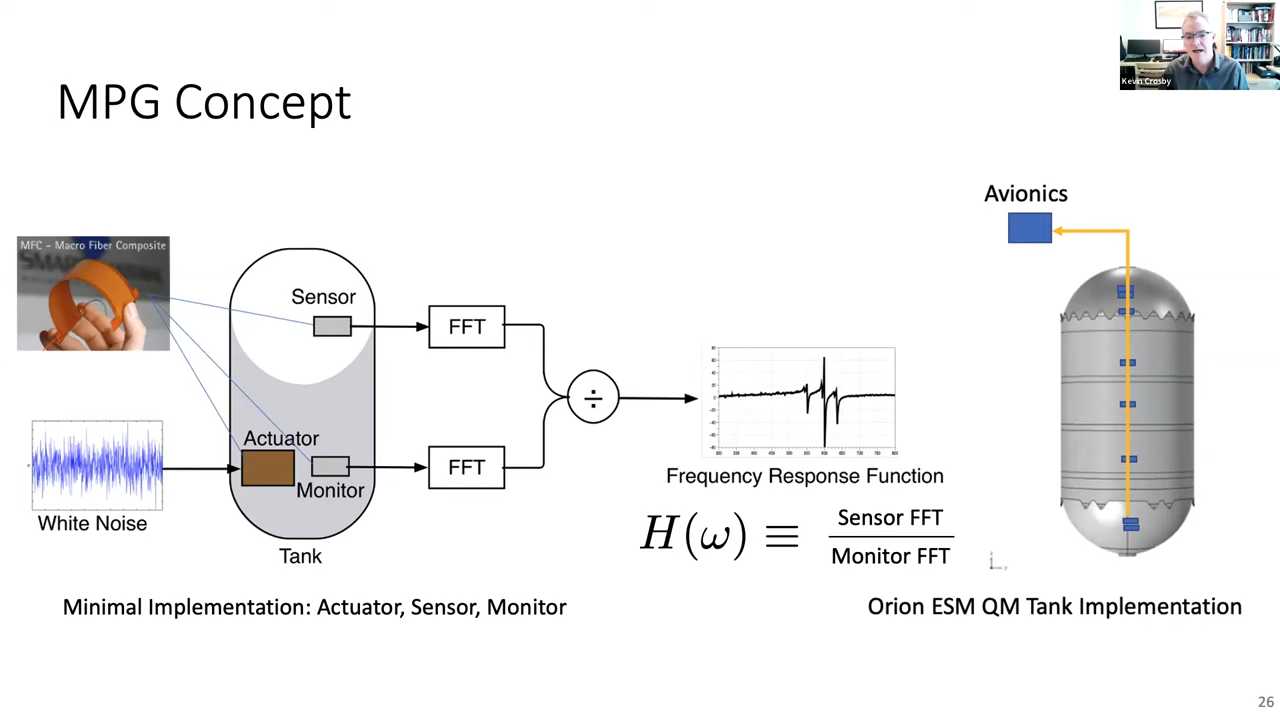 Kevin Crosby
MPG Concept
Avionics
MFC – Macro Fiber Composite
Sensor
FFT
÷
Actuator
FFT
Monitor
White Noise
Tank
Frequency Response Function
H(ω) ≡ Sensor FFT
Monitor FFT
Minimal Implementation: Actuator, Sensor, Monitor
Orion ESM QM Tank Implementation
26